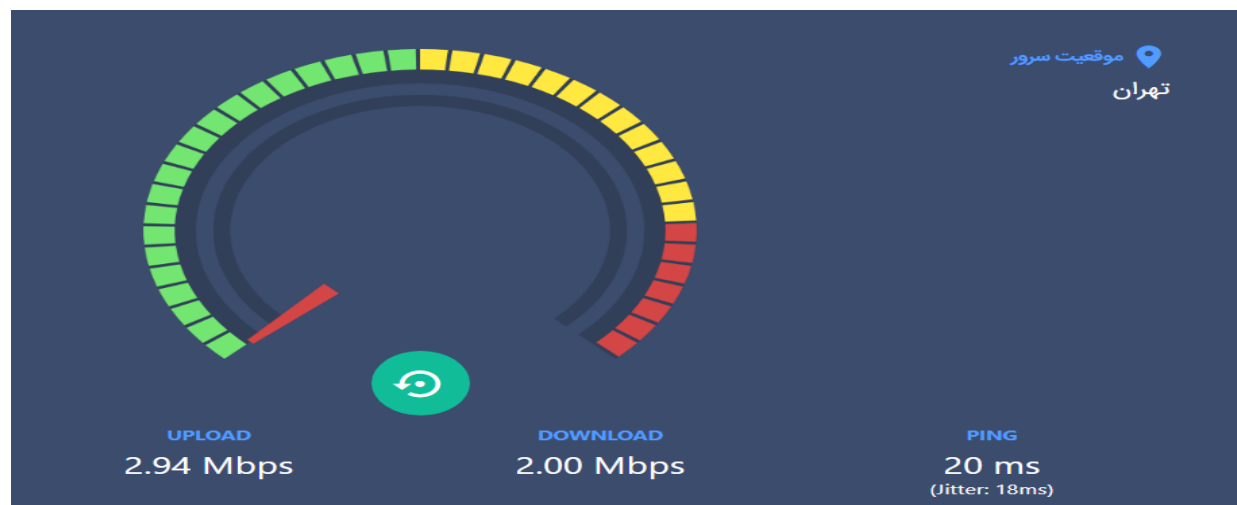 موقعیت سرور
تهران
UPLOAD
2.94 Mbps
DOWNLOAD
2.00 Mbps
PING
20 ms
(Jitter: 18ms)